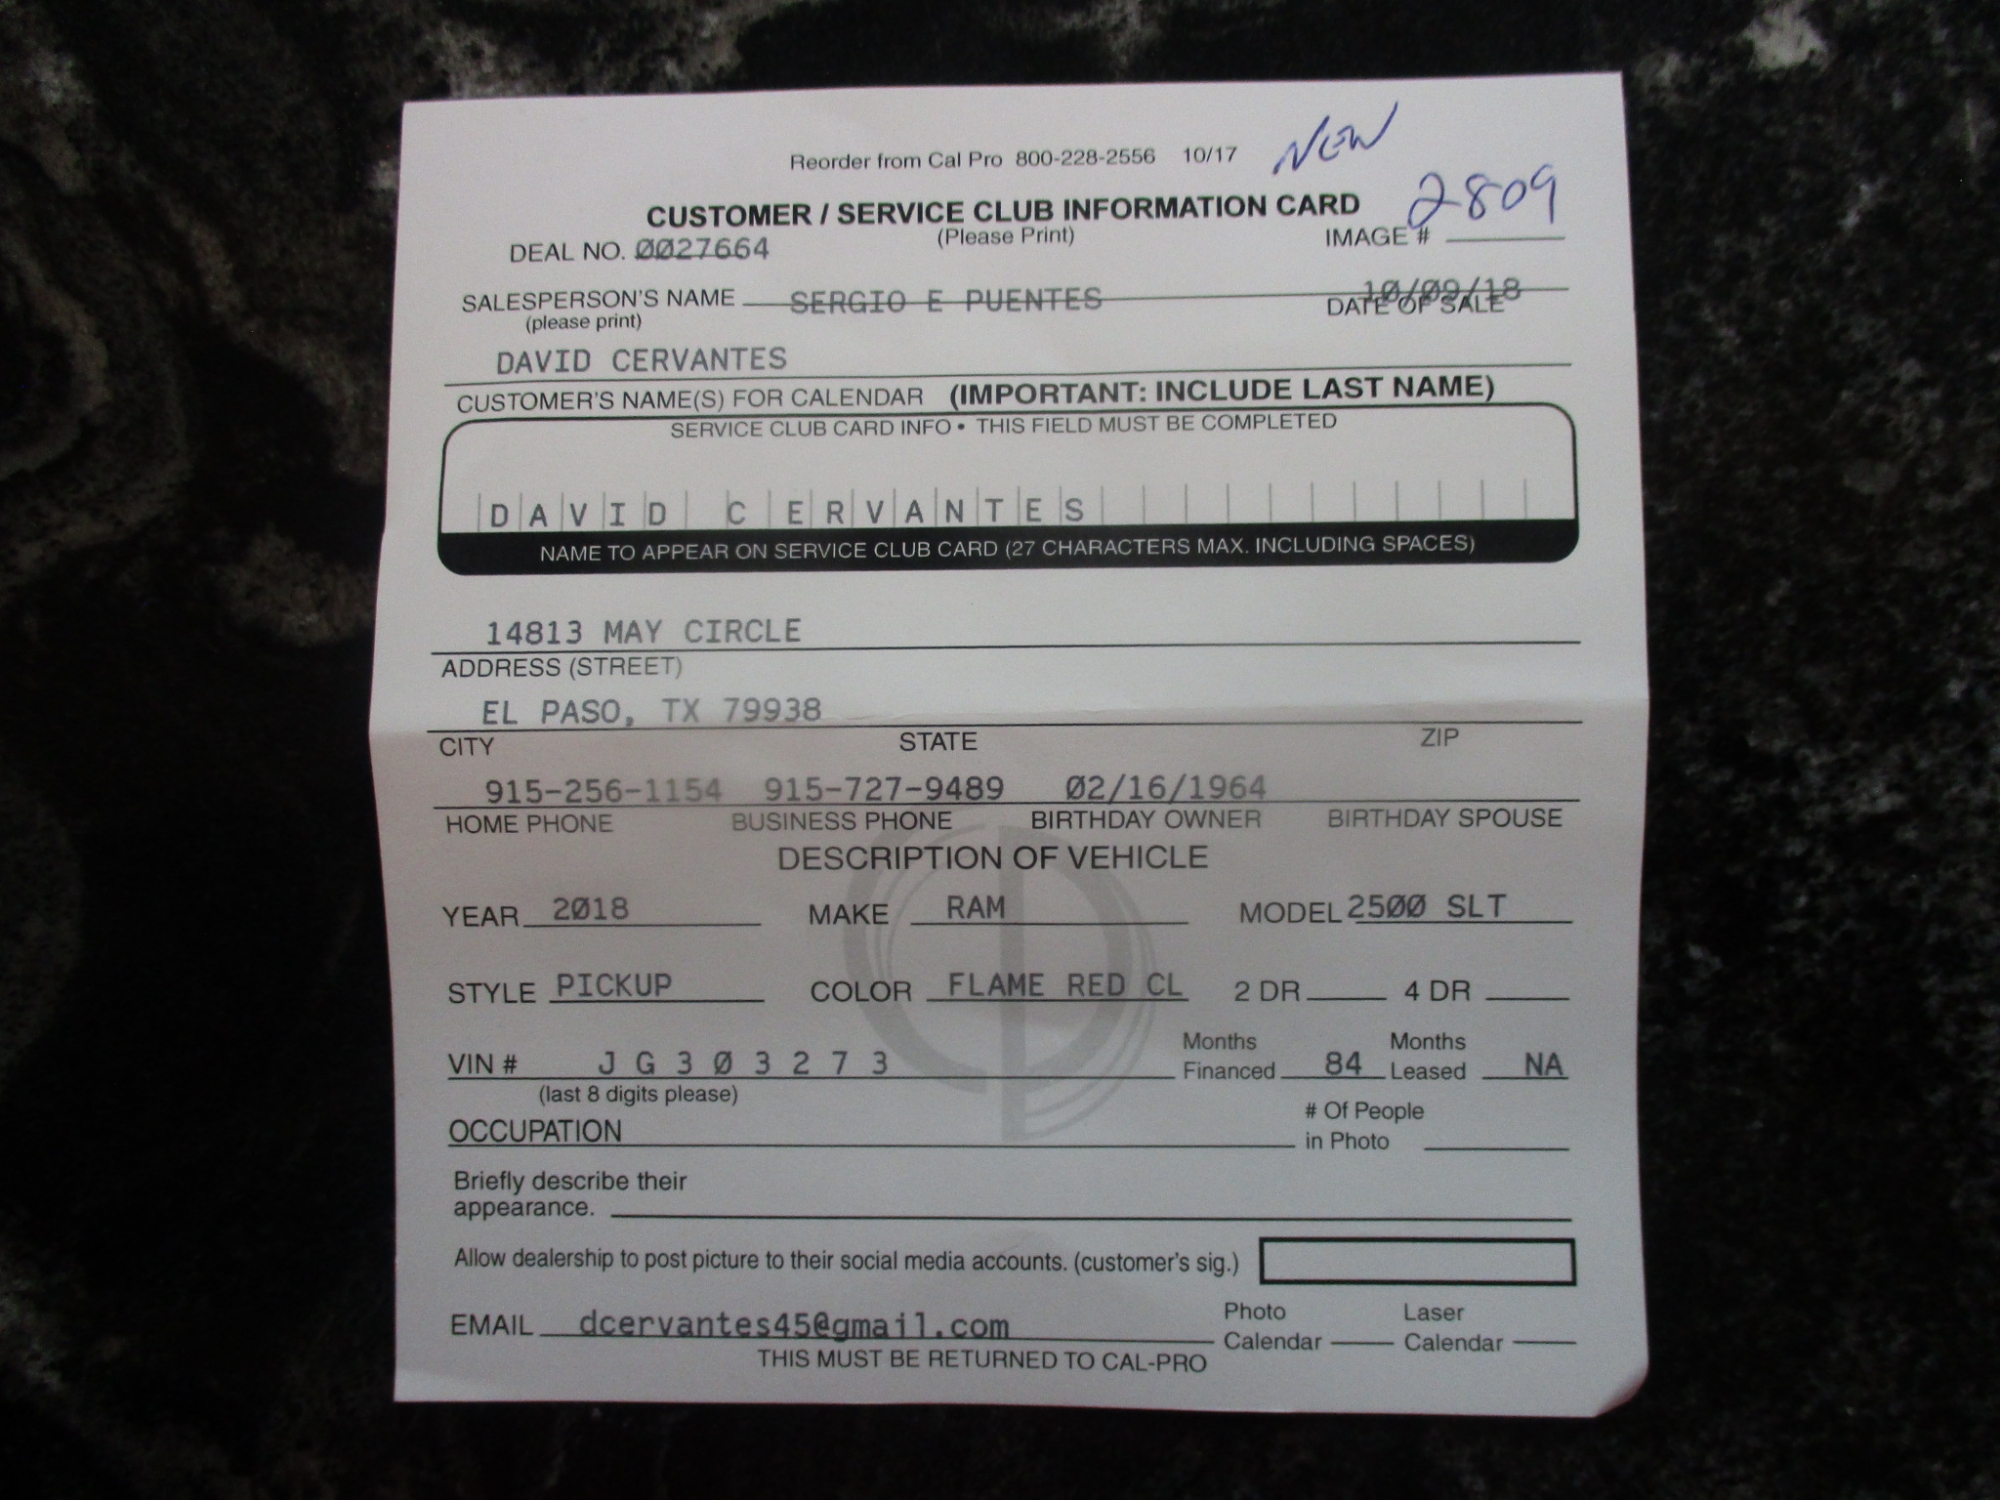 Reorder from Cal Pro 800-228-2556 10/17 NEW
CUSTOMER / SERVICE CLUB INFORMATION CARD 2809
DEAL NO. 0027664 (Please Print) IMAGE #
SALESPERSON'S NAME SERGIO E PUENTES 10/09/18
(please print) DATE OF SALE
DAVID CERVANTES
CUSTOMER'S NAME(S) FOR CALENDAR (IMPORTANT: INCLUDE LAST NAME)
SERVICE CLUB CARD INFO • THIS FIELD MUST BE COMPLETED
DAVID CERVANTES
NAME TO APPEAR ON SERVICE CLUB CARD (27 CHARACTERS MAX. INCLUDING SPACES)
14813 MAY CIRCLE
ADDRESS (STREET)
EL PASO, TX 79938
CITY STATE ZIP
915-256-1154 915-727-9489 02/16/1964
HOME PHONE BUSINESS PHONE BIRTHDAY OWNER BIRTHDAY SPOUSE
DESCRIPTION OF VEHICLE
YEAR 2018 MAKE RAM MODEL 2500 SLT
STYLE PICKUP COLOR FLAME RED CL 2 DR 4 DR
VIN # JG303273 Months Financed 84 Months Leased NA
(last 8 digits please)
OCCUPATION # Of People in Photo
Briefly describe their
appearance.
Allow dealership to post picture to their social media accounts. (customer's sig.)
EMAIL dcervantes45@gmail.com Photo Calendar Laser Calendar
THIS MUST BE RETURNED TO CAL-PRO